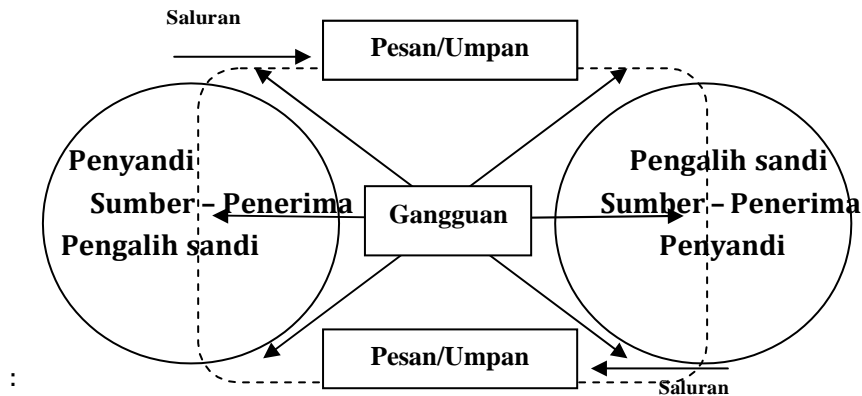 Saluran
Pesan/Umpan
Penyandi
Sumber – Penerima
Pengalih sandi
Gangguan
Pengalih sandi
Sumber – Penerima
Penyandi
Pesan/Umpan
Saluran
: